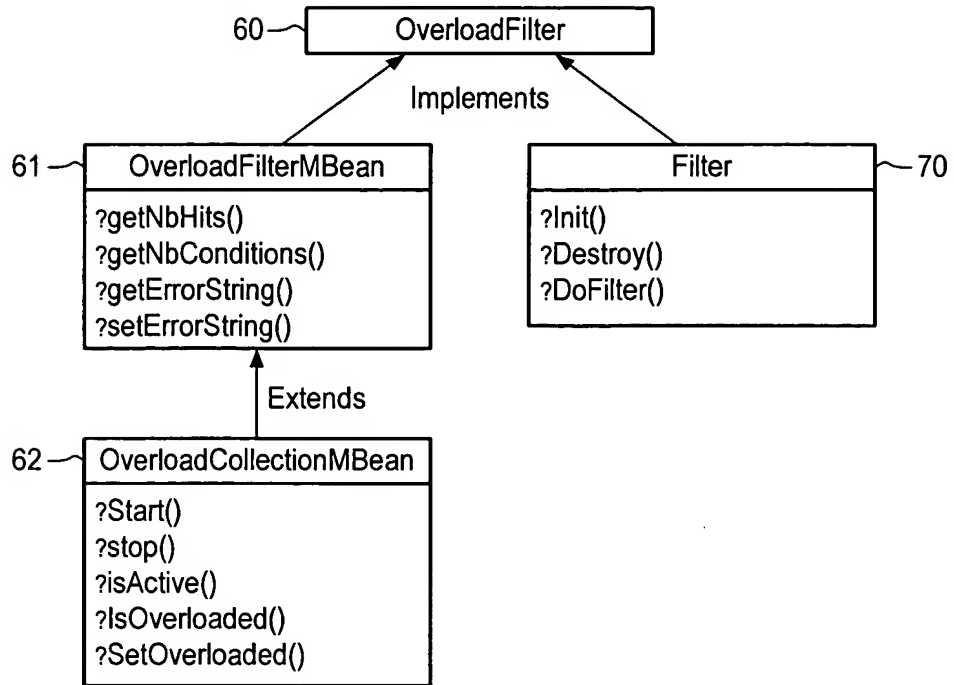 60
OverloadFilter
Implements
61
OverloadFilterMBean
?getNbHits()
?getNbConditions()
?getErrorString()
?setErrorString()
Filter
70
?Init()
?Destroy()
?DoFilter()
Extends
62
OverloadCollectionMBean
?Start()
?stop()
?isActive()
?IsOverloaded()
?SetOverloaded()